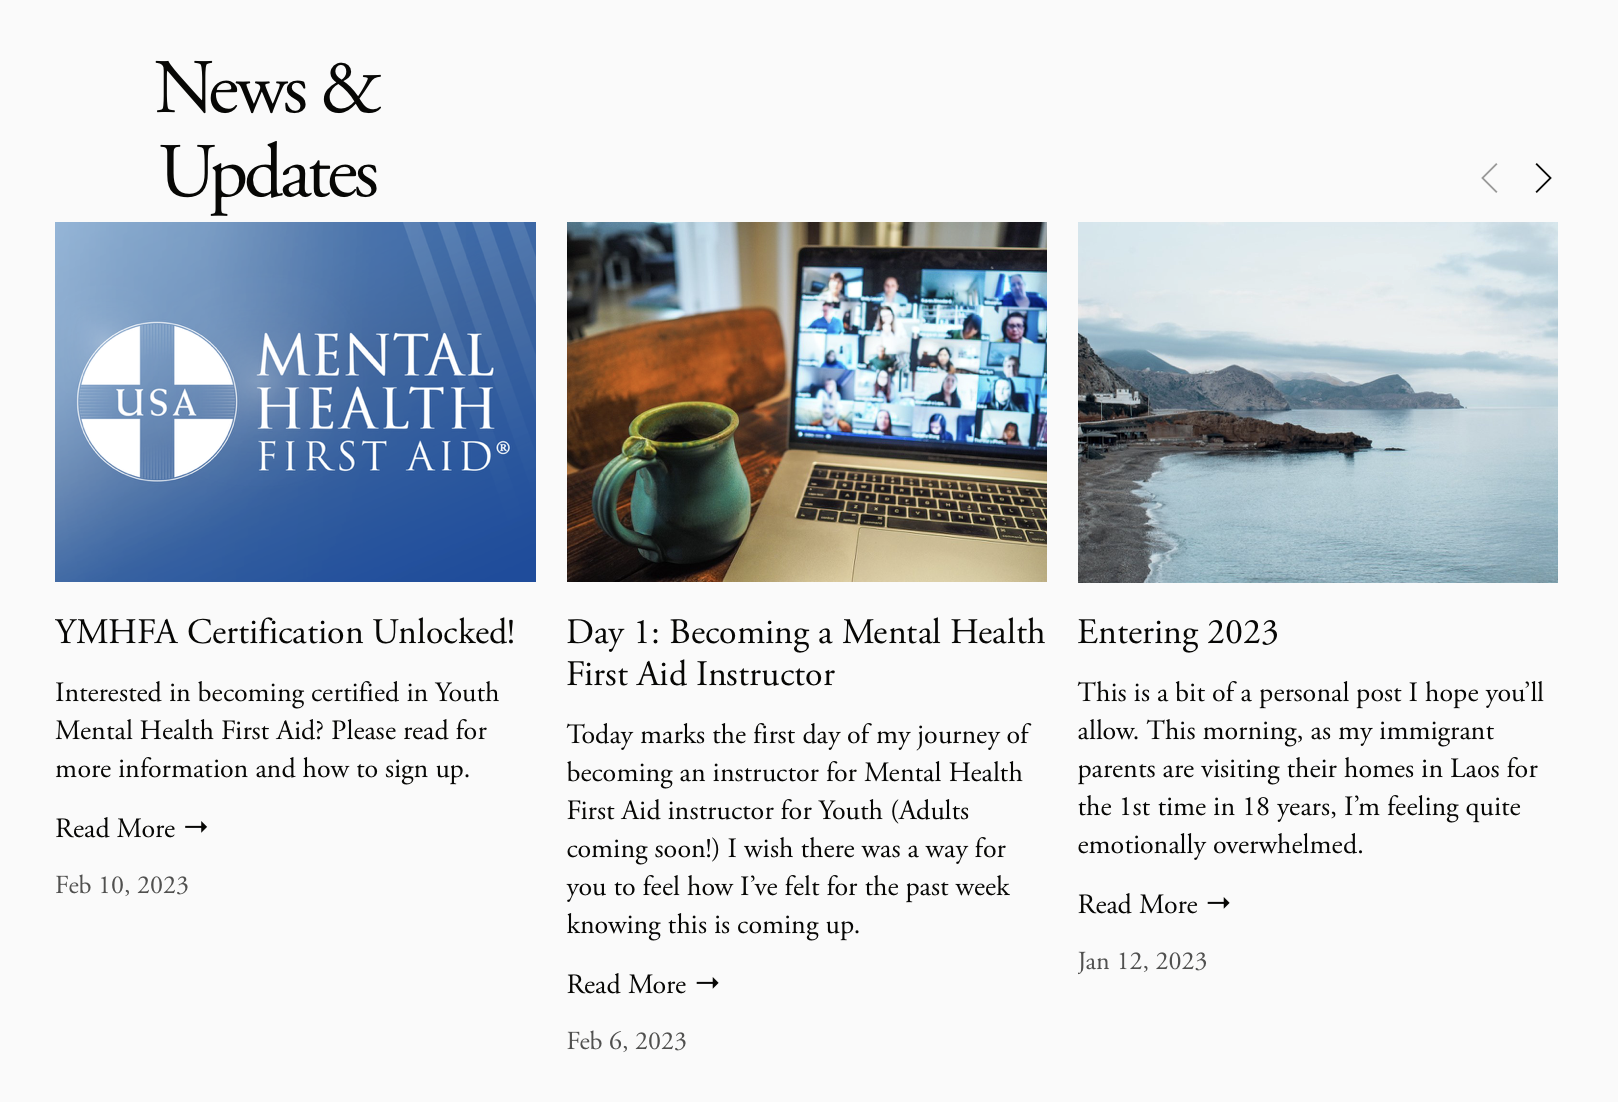 News &
Updates
USA
MENTAL
HEALTH
FIRST AID®
YMHFA Certification Unlocked!
Interested in becoming certified in Youth
Mental Health First Aid? Please read for
more information and how to sign up.
Read More →
Feb 10, 2023
Day 1: Becoming a Mental Health
First Aid Instructor
Today marks the first day of my journey of
becoming an instructor for Mental Health
First Aid instructor for Youth (Adults
coming soon!) I wish there was a way for
you to feel how I’ve felt for the past week
knowing this is coming up.
Read More →
Feb 6, 2023
Entering 2023
This is a bit of a personal post I hope you’ll
allow. This morning, as my immigrant
parents are visiting their homes in Laos for
the 1st time in 18 years, I’m feeling quite
emotionally overwhelmed.
Read More →
Jan 12, 2023